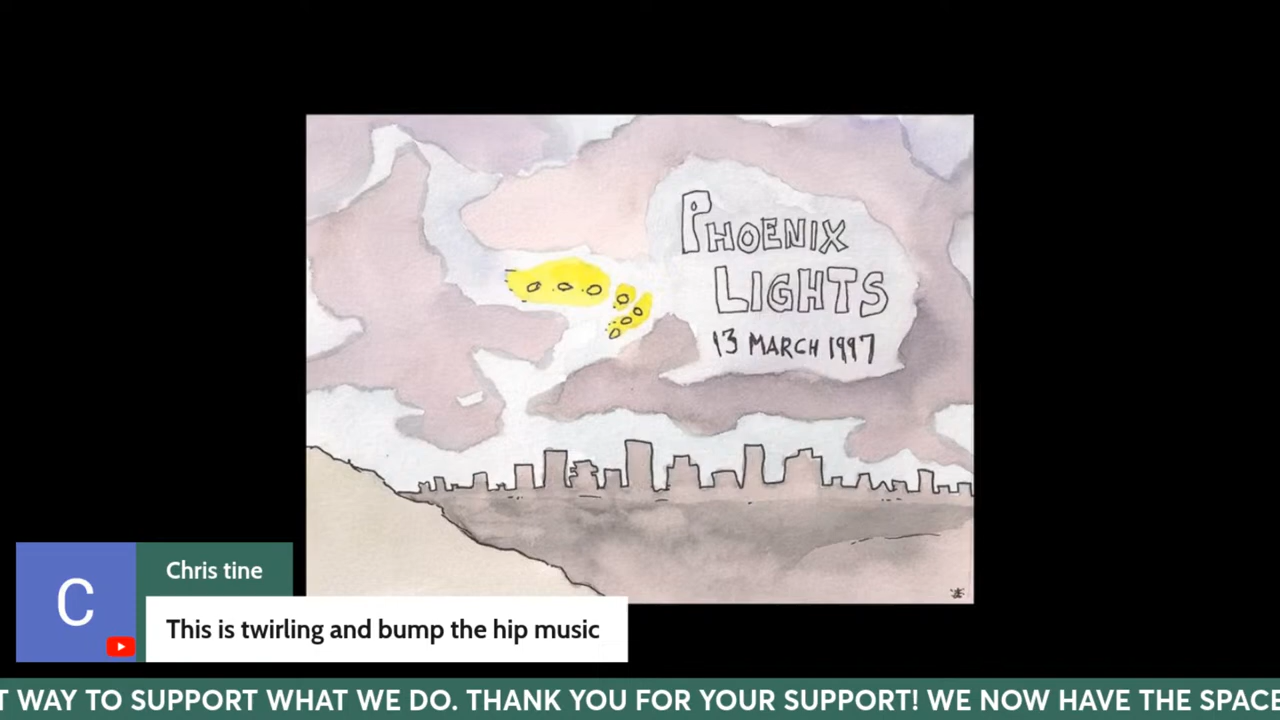 PHOENIX
LIGHTS
13 MARCH 1997
C
Chris tine
This is twirling and bump the hip music
T WAY TO SUPPORT WHAT WE DO. THANK YOU FOR YOUR SUPPORT! WE NOW HAVE THE SPACE